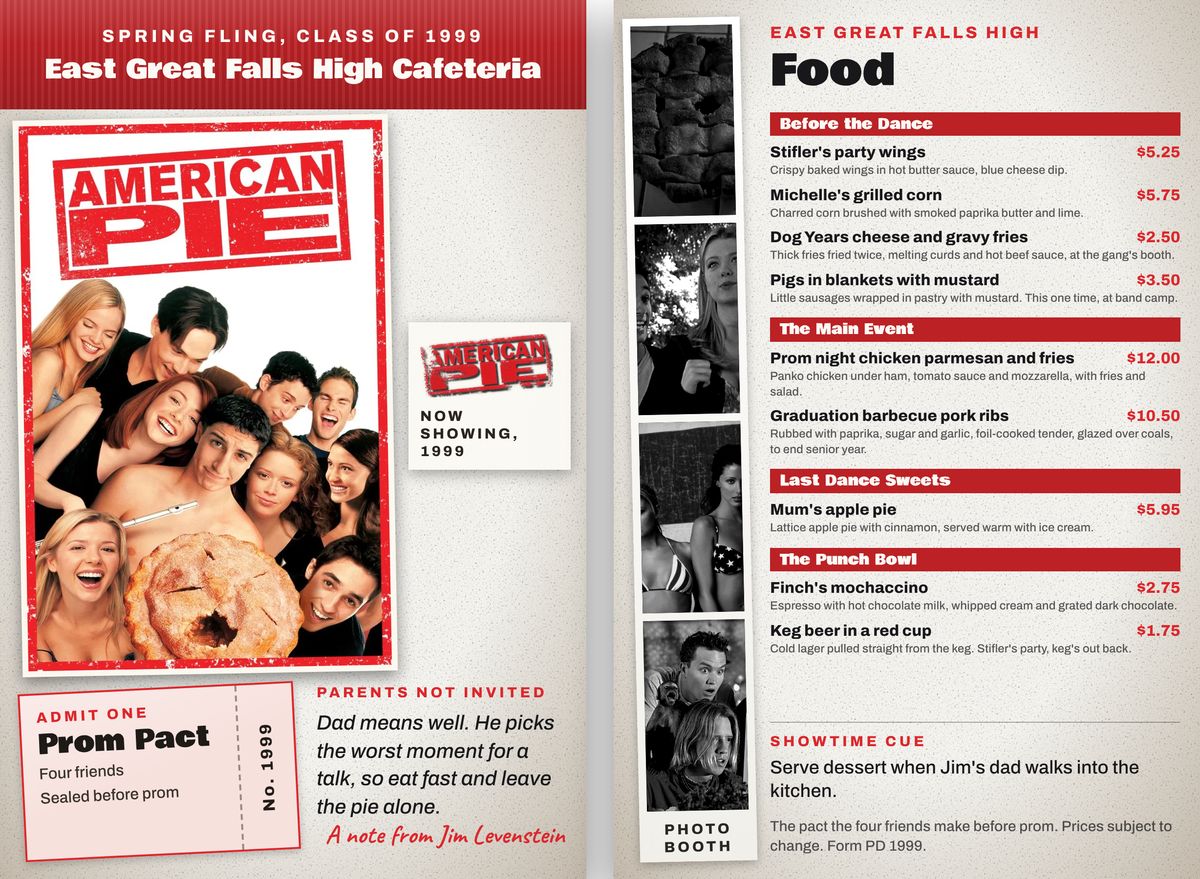 SPRING FLING, CLASS OF 1999
East Great Falls High Cafeteria
AMERICAN
PIE
AMERICAN
PIE
NOW
SHOWING,
1999
ADMIT ONE
Prom Pact
Four friends
Sealed before prom
No. 1999
PARENTS NOT INVITED
Dad means well. He picks
the worst moment for a
talk, so eat fast and leave
the pie alone.
A note from Jim Levenstein
PHOTO
BOOTH
EAST GREAT FALLS HIGH
Food
Before the Dance
Stifler's party wings $5.25
Crispy baked wings in hot butter sauce, blue cheese dip.
Michelle's grilled corn $5.75
Charred corn brushed with smoked paprika butter and lime.
Dog Years cheese and gravy fries $2.50
Thick fries fried twice, melting curds and hot beef sauce, at the gang's booth.
Pigs in blankets with mustard $3.50
Little sausages wrapped in pastry with mustard. This one time, at band camp.
The Main Event
Prom night chicken parmesan and fries $12.00
Panko chicken under ham, tomato sauce and mozzarella, with fries and
salad.
Graduation barbecue pork ribs $10.50
Rubbed with paprika, sugar and garlic, foil-cooked tender, glazed over coals,
to end senior year.
Last Dance Sweets
Mum's apple pie $5.95
Lattice apple pie with cinnamon, served warm with ice cream.
The Punch Bowl
Finch's mochaccino $2.75
Espresso with hot chocolate milk, whipped cream and grated dark chocolate.
Keg beer in a red cup $1.75
Cold lager pulled straight from the keg. Stifler's party, keg's out back.
SHOWTIME CUE
Serve dessert when Jim's dad walks into the
kitchen.
The pact the four friends make before prom. Prices subject to
change. Form PD 1999.